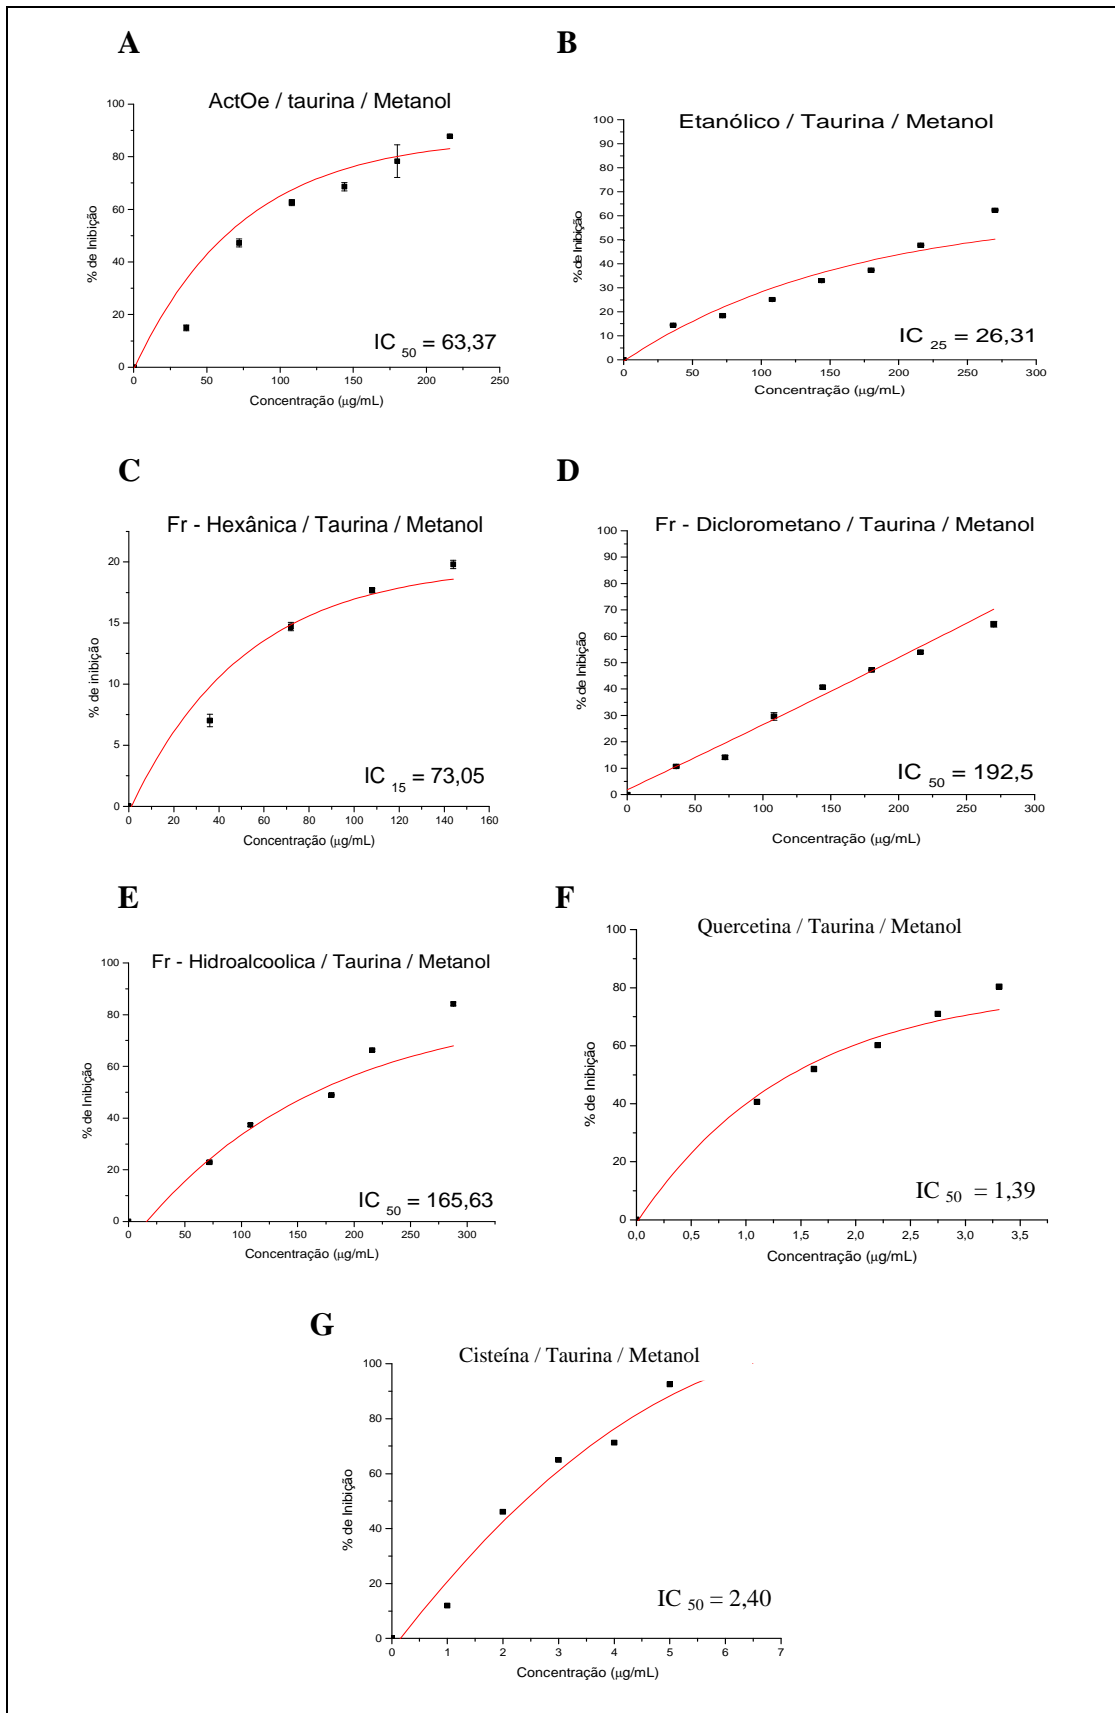 A
ActOe / taurina / Metanol
% de Inibição
100
80
60
40
20
0
0 50 100 150 200 250
Concentração (µg/mL)
IC 50 = 63,37
B
Etanólico / Taurina / Metanol
% de Inibição
100
90
80
70
60
50
40
30
20
10
0
0 50 100 150 200 250 300
Concentração (µg/mL)
IC 25 = 26,31
C
Fr - Hexânica / Taurina / Metanol
% de inibição
20
15
10
5
0
0 20 40 60 80 100 120 140 160
Concentração (µg/mL)
IC 15 = 73,05
D
Fr - Diclorometano / Taurina / Metanol
% de Inibição
100
90
80
70
60
50
40
30
20
10
0
0 50 100 150 200 250 300
Concentração (µg/mL)
IC 50 = 192,5
E
Fr - Hidroalcoolica / Taurina / Metanol
% de Inibição
100
80
60
40
20
0
0 50 100 150 200 250 300
Concentração (µg/mL)
IC 50 = 165,63
F
Quercetina / Taurina / Metanol
% de Inibição
100
80
60
40
20
0
0,0 0,5 1,0 1,5 2,0 2,5 3,0 3,5
Concentração (µg/mL)
IC 50 = 1,39
G
Cisteína / Taurina / Metanol
% de Inibição
100
80
60
40
20
0
0 1 2 3 4 5 6 7
Concentração (µg/mL)
IC 50 = 2,40